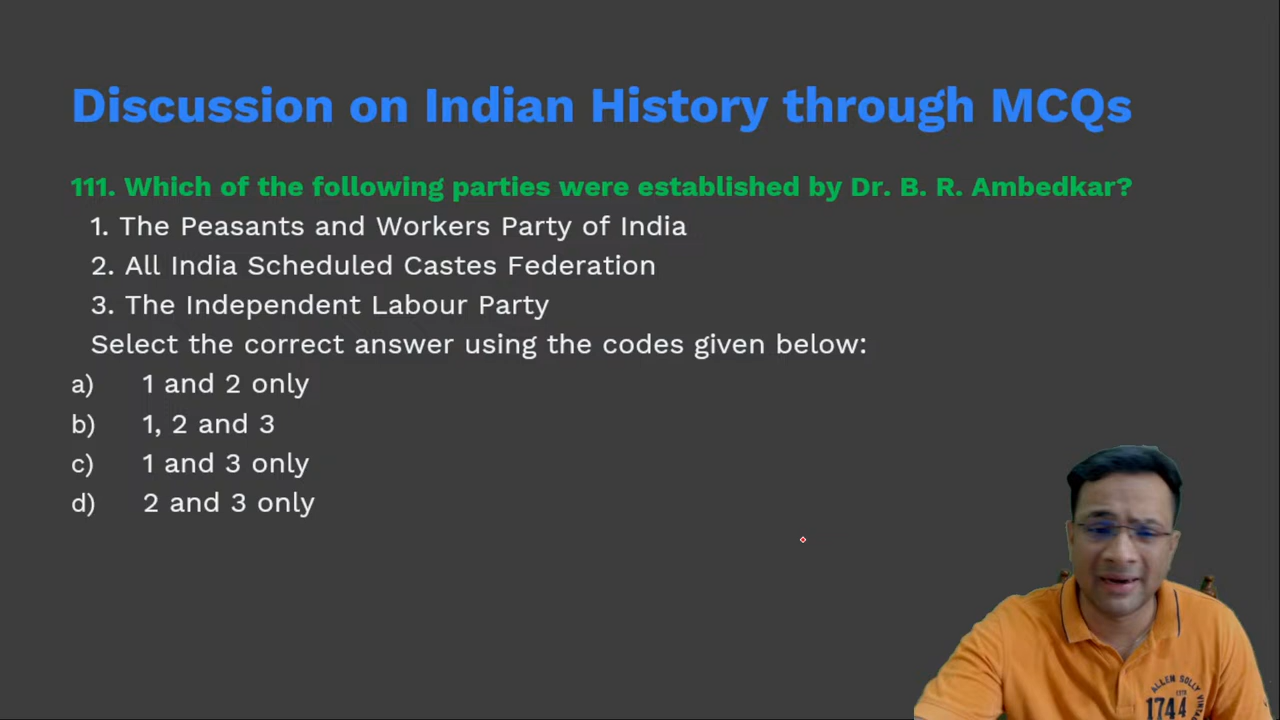 Discussion on Indian History through MCQs
111. Which of the following parties were established by Dr. B. R. Ambedkar?
1. The Peasants and Workers Party of India
2. All India Scheduled Castes Federation
3. The Independent Labour Party
Select the correct answer using the codes given below:
a) 1 and 2 only
b) 1, 2 and 3
c) 1 and 3 only
d) 2 and 3 only
ALLEN SOLLY
1744